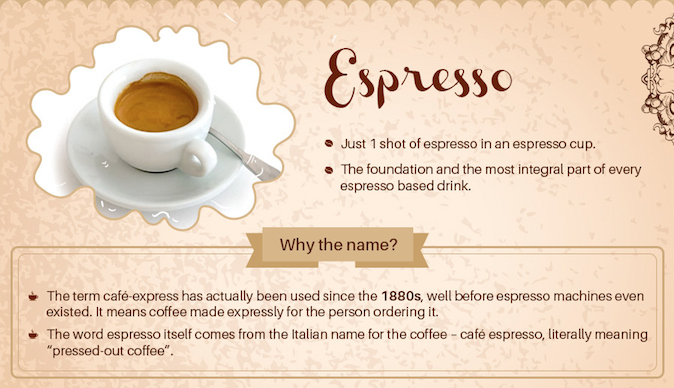 Espresso
Just 1 shot of espresso in an espresso cup.
The foundation and the most integral part of every
espresso based drink.
Why the name?
The term café-express has actually been used since the 1880s, well before espresso machines even
existed. It means coffee made expressly for the person ordering it.
The word espresso itself comes from the Italian name for the coffee – café espresso, literally meaning
“pressed-out coffee”.